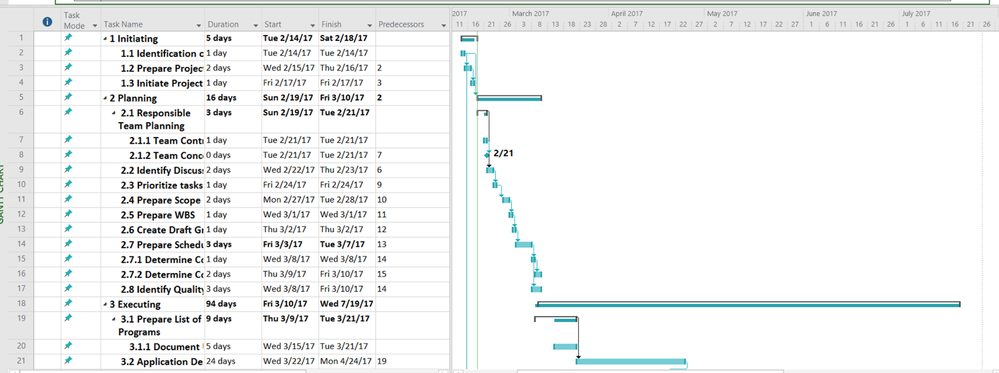 Task
Mode Task Name Duration Start Finish Predecessors
1 1 Initiating 5 days Tue 2/14/17 Sat 2/18/17
2 1.1 Identification 1 day Tue 2/14/17 Tue 2/14/17
3 1.2 Prepare Projec 2 days Wed 2/15/17 Thu 2/16/17 2
4 1.3 Initiate Project 1 day Fri 2/17/17 Fri 2/17/17 3
5 2 Planning 16 days Sun 2/19/17 Fri 3/10/17 2
6 2.1 Responsible 3 days Sun 2/19/17 Tue 2/21/17
Team Planning
7 2.1.1 Team Cont 1 day Tue 2/21/17 Tue 2/21/17
8 2.1.2 Team Conc 0 days Tue 2/21/17 Tue 2/21/17 7
9 2.2 Identify Discus 2 days Wed 2/22/17 Thu 2/23/17 6
10 2.3 Prioritize tasks 1 day Fri 2/24/17 Fri 2/24/17 9
11 2.4 Prepare Scope 2 days Mon 2/27/17 Tue 2/28/17 10
12 2.5 Prepare WBS 1 day Wed 3/1/17 Wed 3/1/17 11
13 2.6 Create Draft G 1 day Thu 3/2/17 Thu 3/2/17 12
14 2.7 Prepare Sched 3 days Fri 3/3/17 Tue 3/7/17 13
15 2.7.1 Determine C 1 day Wed 3/8/17 Wed 3/8/17 14
16 2.7.2 Determine C 2 days Thu 3/9/17 Fri 3/10/17 15
17 2.8 Identify Quality 3 days Wed 3/8/17 Fri 3/10/17 14
18 3 Executing 94 days Fri 3/10/17 Wed 7/19/17
19 3.1 Prepare List of 9 days Thu 3/9/17 Tue 3/21/17
Programs
20 3.1.1 Document 5 days Wed 3/15/17 Tue 3/21/17
21 3.2 Application De 24 days Wed 3/22/17 Mon 4/24/17 19
2017 March 2017 April 2017 May 2017 June 2017 July 2017
11 16 21 26 3 8 13 18 23 28 2 7 12 17 22 27 2 7 12 17 22 27 1 6 11 16 21 26 1 6 11 16 21 26
2/21
GANTT CHART